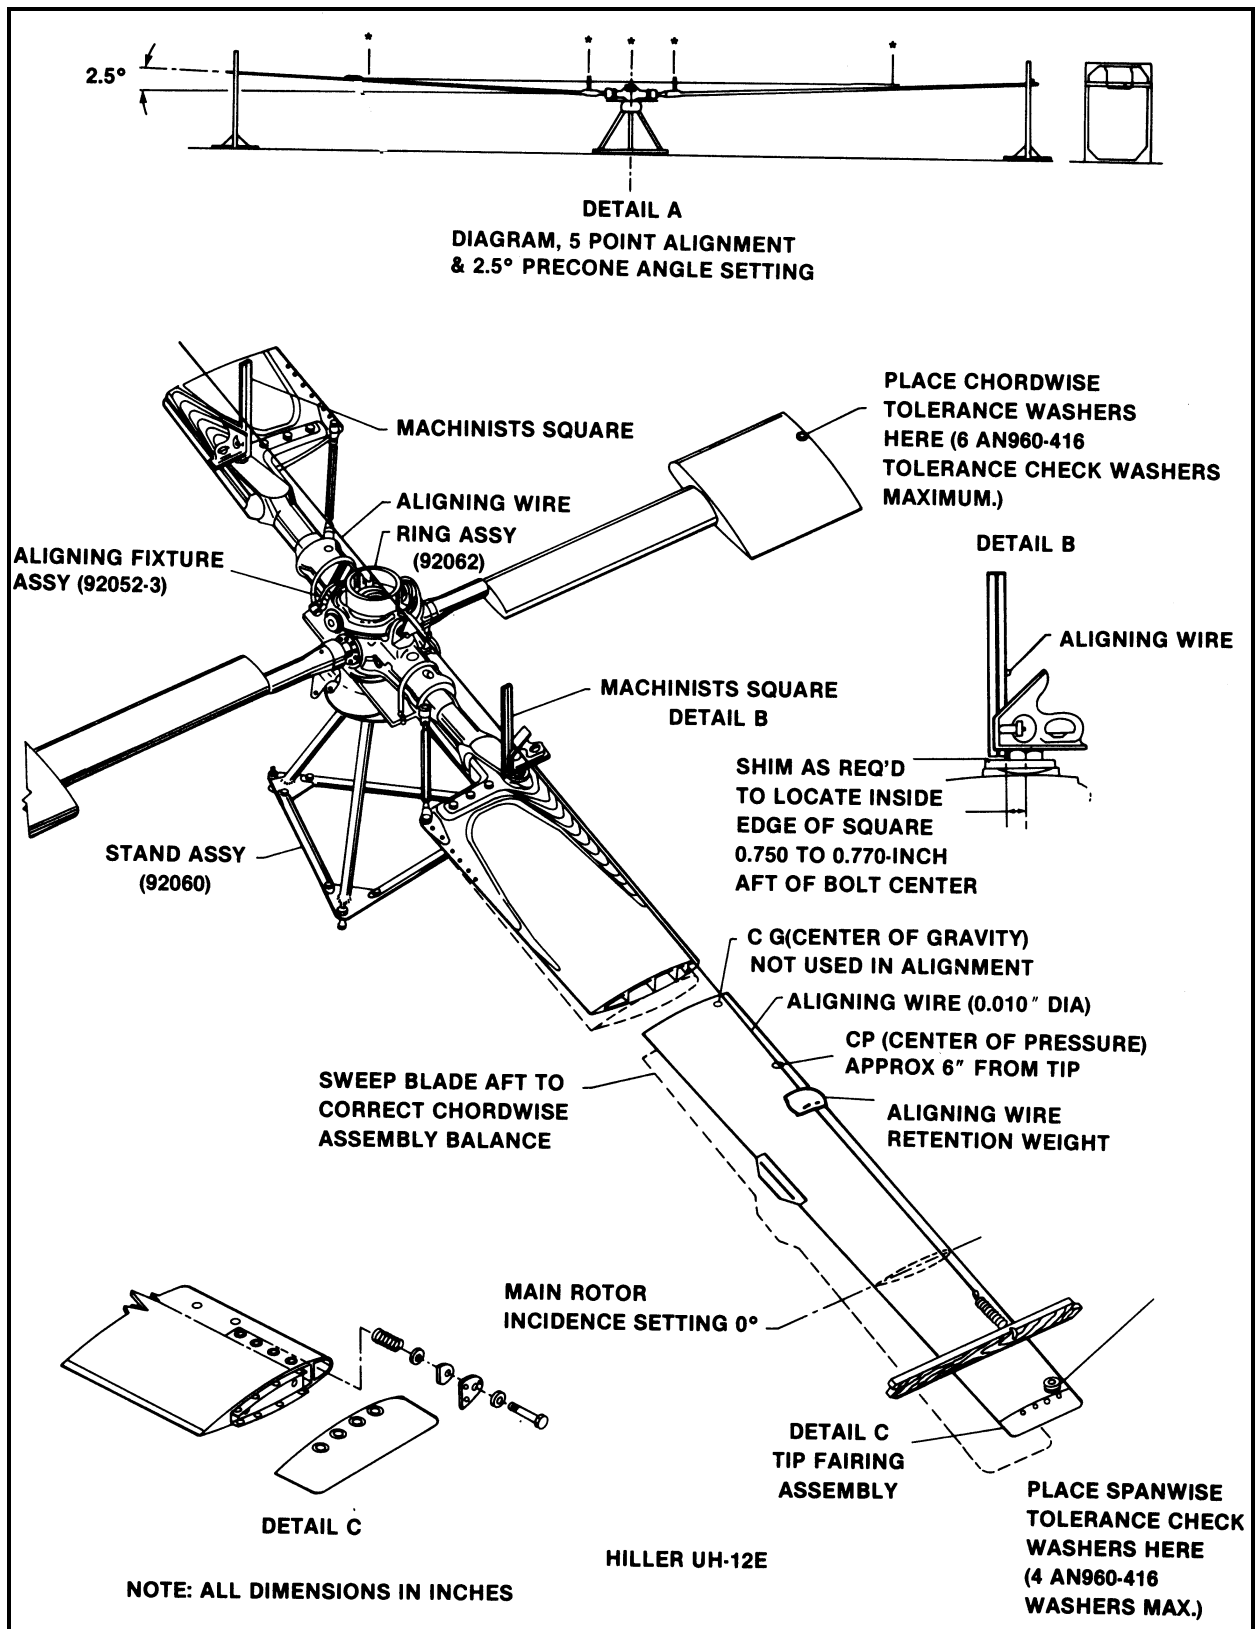 * * * * *
2.5°
DETAIL A
DIAGRAM, 5 POINT ALIGNMENT
& 2.5° PRECONE ANGLE SETTING
PLACE CHORDWISE
TOLERANCE WASHERS
HERE (6 AN960-416
TOLERANCE CHECK WASHERS
MAXIMUM.)
MACHINISTS SQUARE
ALIGNING WIRE
RING ASSY
(92062)
ALIGNING FIXTURE
ASSY (92052-3)
DETAIL B
ALIGNING WIRE
MACHINISTS SQUARE
DETAIL B
SHIM AS REQ'D
TO LOCATE INSIDE
EDGE OF SQUARE
0.750 TO 0.770-INCH
AFT OF BOLT CENTER
STAND ASSY
(92060)
C G(CENTER OF GRAVITY)
NOT USED IN ALIGNMENT
ALIGNING WIRE (0.010" DIA)
CP (CENTER OF PRESSURE)
APPROX 6" FROM TIP
SWEEP BLADE AFT TO
CORRECT CHORDWISE
ASSEMBLY BALANCE
ALIGNING WIRE
RETENTION WEIGHT
MAIN ROTOR
INCIDENCE SETTING 0°
DETAIL C
TIP FAIRING
ASSEMBLY
PLACE SPANWISE
TOLERANCE CHECK
WASHERS HERE
(4 AN960-416
WASHERS MAX.)
DETAIL C
HILLER UH-12E
NOTE: ALL DIMENSIONS IN INCHES